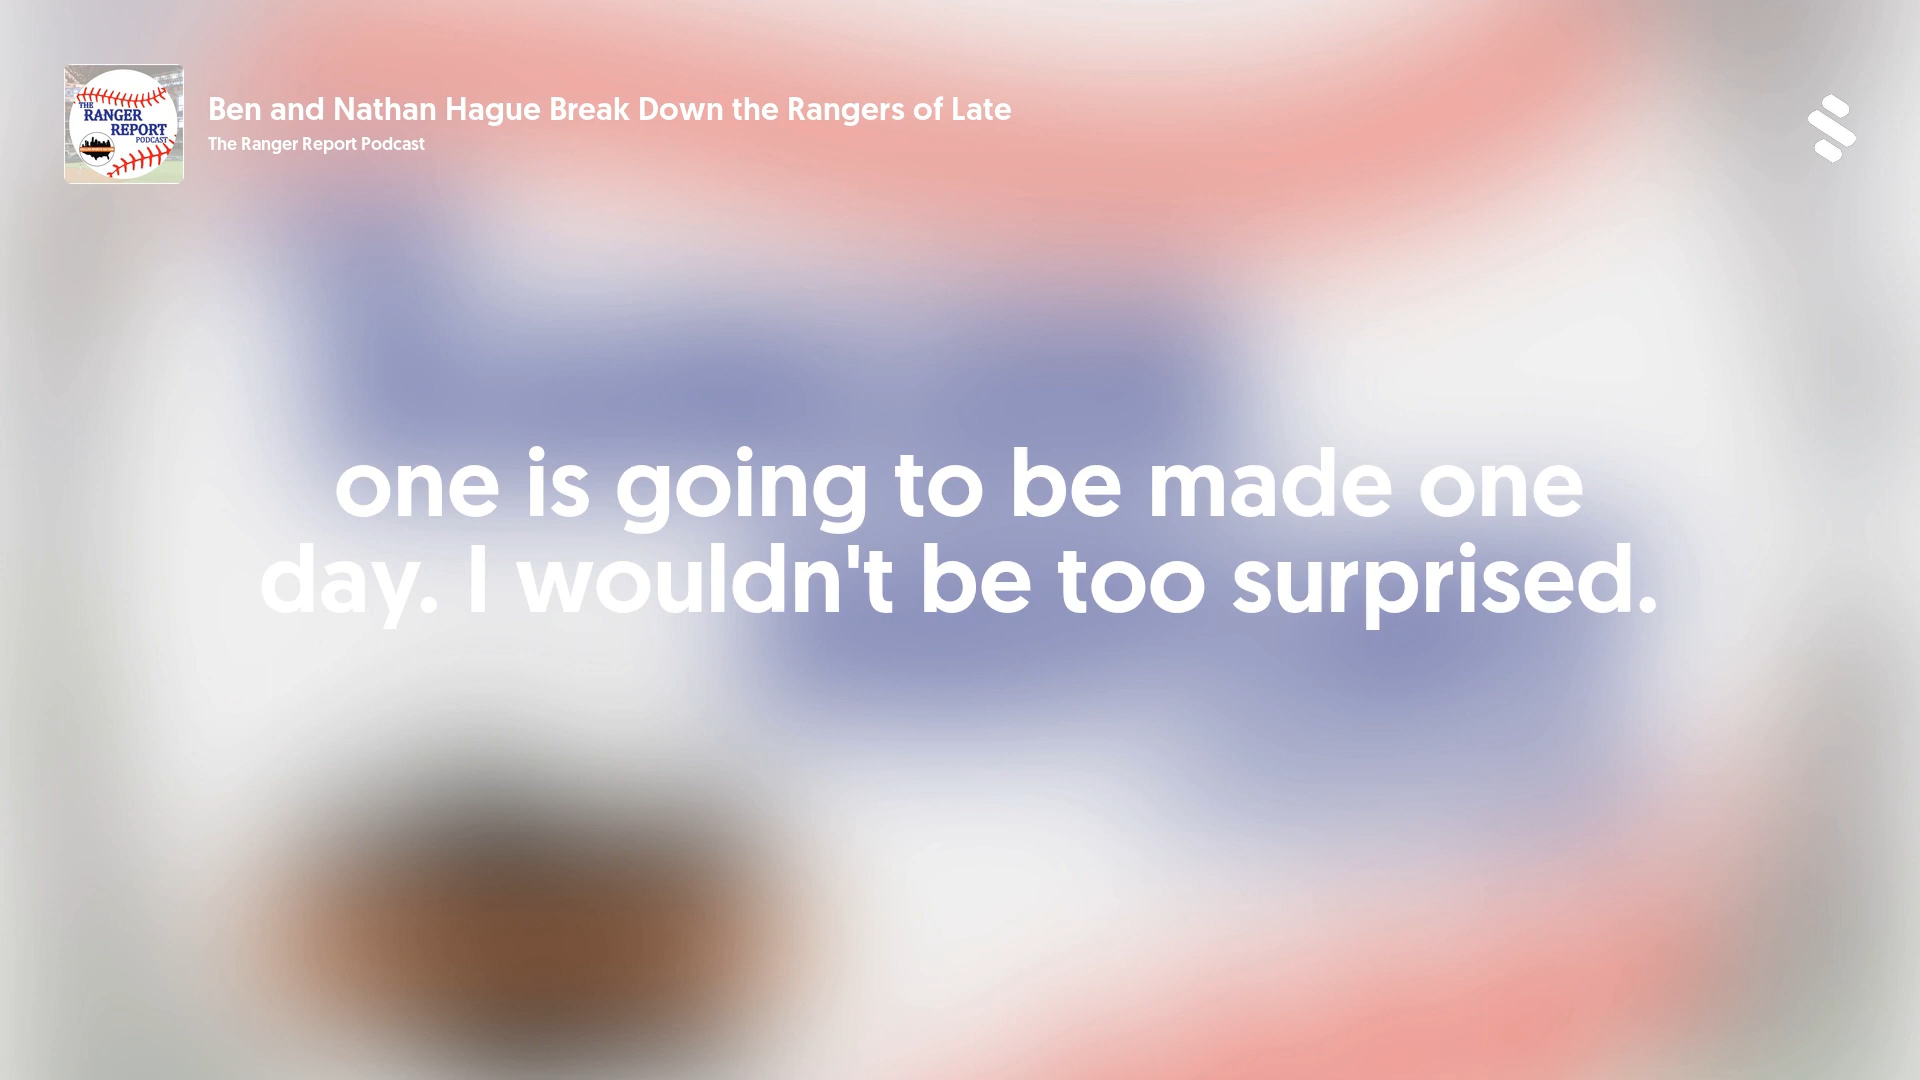 THE
RANGER
REPORT
PODCAST
Ben and Nathan Hague Break Down the Rangers of Late
The Ranger Report Podcast
one is going to be made one
day. I wouldn't be too surprised.